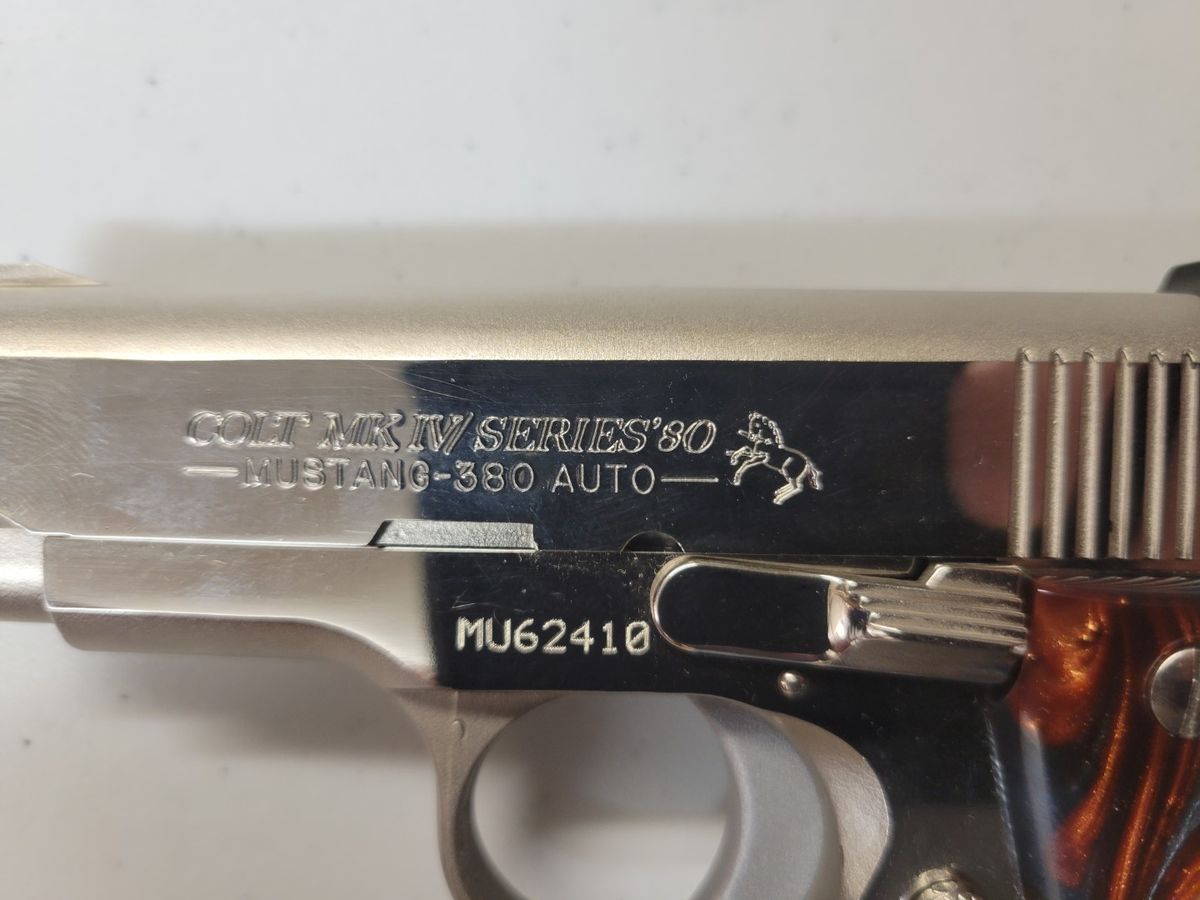 COLT MK IV/ SERIES'80
—MUSTANG-380 AUTO—
MU62410